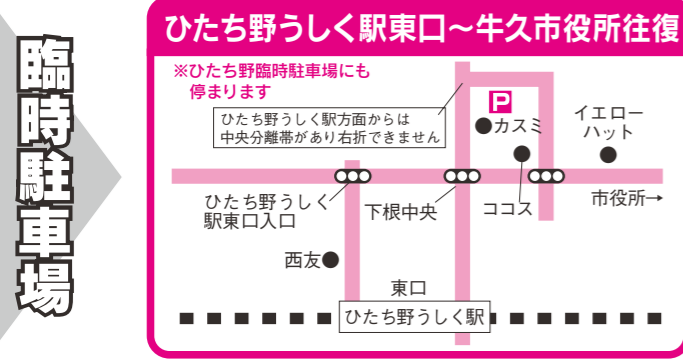 臨時駐車場
ひたち野うしく駅東口〜牛久市役所往復
※ひたち野臨時駐車場にも
停まります
ひたち野うしく駅方面からは
中央分離帯があり右折できません
P
カスミ
イエロー
ハット
ひたち野うしく
駅東口入口
下根中央
ココス
市役所→
西友
東口
ひたち野うしく駅